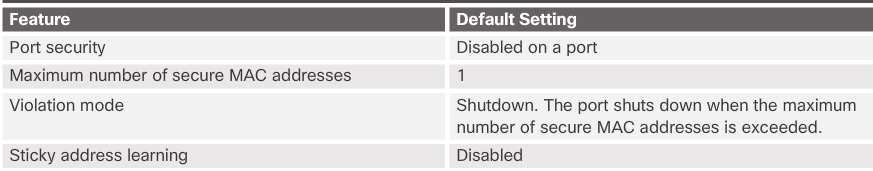 Feature Default Setting
Port security Disabled on a port
Maximum number of secure MAC addresses 1
Violation mode Shutdown. The port shuts down when the maximum
number of secure MAC addresses is exceeded.
Sticky address learning Disabled